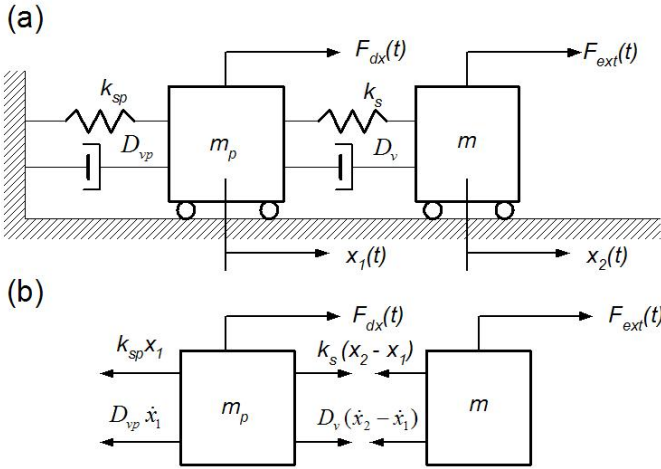 (a)
F_dx(t)
F_ext(t)
k_sp
k_s
D_vp
m_p
D_v
m
x_1(t)
x_2(t)
(b)
F_dx(t)
F_ext(t)
k_sp x_1
k_s (x_2 - x_1)
m_p
m
D_vp ẋ_1
D_v (ẋ_2 − ẋ_1)